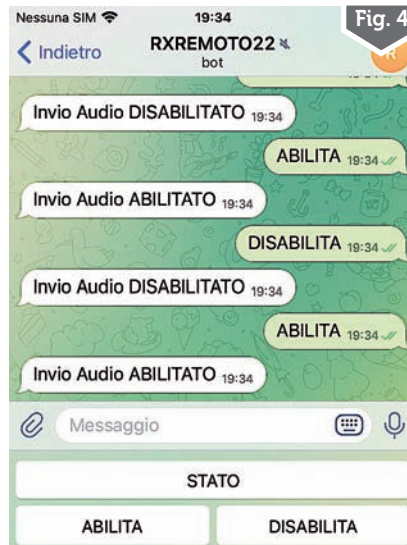 Nessuna SIM 19:34
Fig. 4
Indietro
RXREMOTO22
bot
R
Invio Audio DISABILITATO 19:34
ABILITA 19:34
Invio Audio ABILITATO 19:34
DISABILITA 19:34
Invio Audio DISABILITATO 19:34
ABILITA 19:34
Invio Audio ABILITATO 19:34
Messaggio
STATO
ABILITA DISABILITA